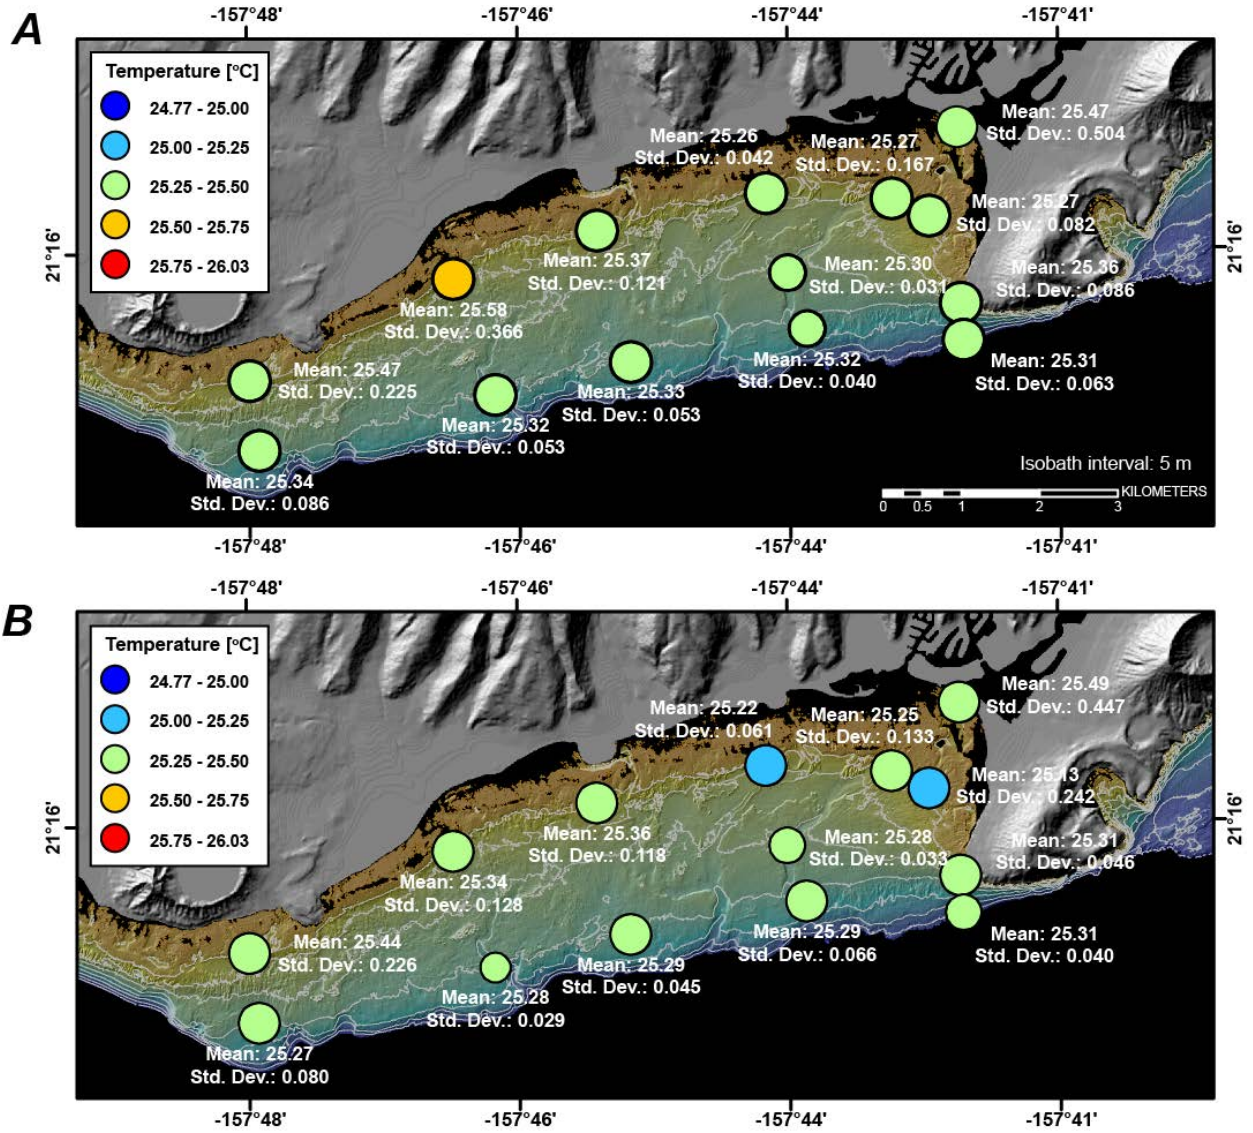 A
-157°48'
-157°46'
-157°44'
-157°41'
Temperature [°C]
24.77 - 25.00
25.00 - 25.25
25.25 - 25.50
25.50 - 25.75
25.75 - 26.03
21°16'
21°16'
Mean: 25.47
Std. Dev.: 0.504
Mean: 25.26
Std. Dev.: 0.042
Mean: 25.27
Std. Dev.: 0.167
Mean: 25.27
Std. Dev.: 0.082
Mean: 25.37
Std. Dev.: 0.121
Mean: 25.30
Std. Dev.: 0.031
Mean: 25.36
Std. Dev.: 0.086
Mean: 25.58
Std. Dev.: 0.366
Mean: 25.47
Std. Dev.: 0.225
Mean: 25.33
Std. Dev.: 0.053
Mean: 25.32
Std. Dev.: 0.040
Mean: 25.31
Std. Dev.: 0.063
Mean: 25.32
Std. Dev.: 0.053
Mean: 25.34
Std. Dev.: 0.086
Isobath interval: 5 m
KILOMETERS
0 0.5 1 2 3
-157°48'
-157°46'
-157°44'
-157°41'
B
-157°48'
-157°46'
-157°44'
-157°41'
Temperature [°C]
24.77 - 25.00
25.00 - 25.25
25.25 - 25.50
25.50 - 25.75
25.75 - 26.03
21°16'
21°16'
Mean: 25.49
Std. Dev.: 0.447
Mean: 25.22
Std. Dev.: 0.061
Mean: 25.25
Std. Dev.: 0.133
Mean: 25.13
Std. Dev.: 0.242
Mean: 25.36
Std. Dev.: 0.118
Mean: 25.28
Std. Dev.: 0.033
Mean: 25.31
Std. Dev.: 0.046
Mean: 25.34
Std. Dev.: 0.128
Mean: 25.44
Std. Dev.: 0.226
Mean: 25.29
Std. Dev.: 0.045
Mean: 25.29
Std. Dev.: 0.066
Mean: 25.31
Std. Dev.: 0.040
Mean: 25.28
Std. Dev.: 0.029
Mean: 25.27
Std. Dev.: 0.080
-157°48'
-157°46'
-157°44'
-157°41'